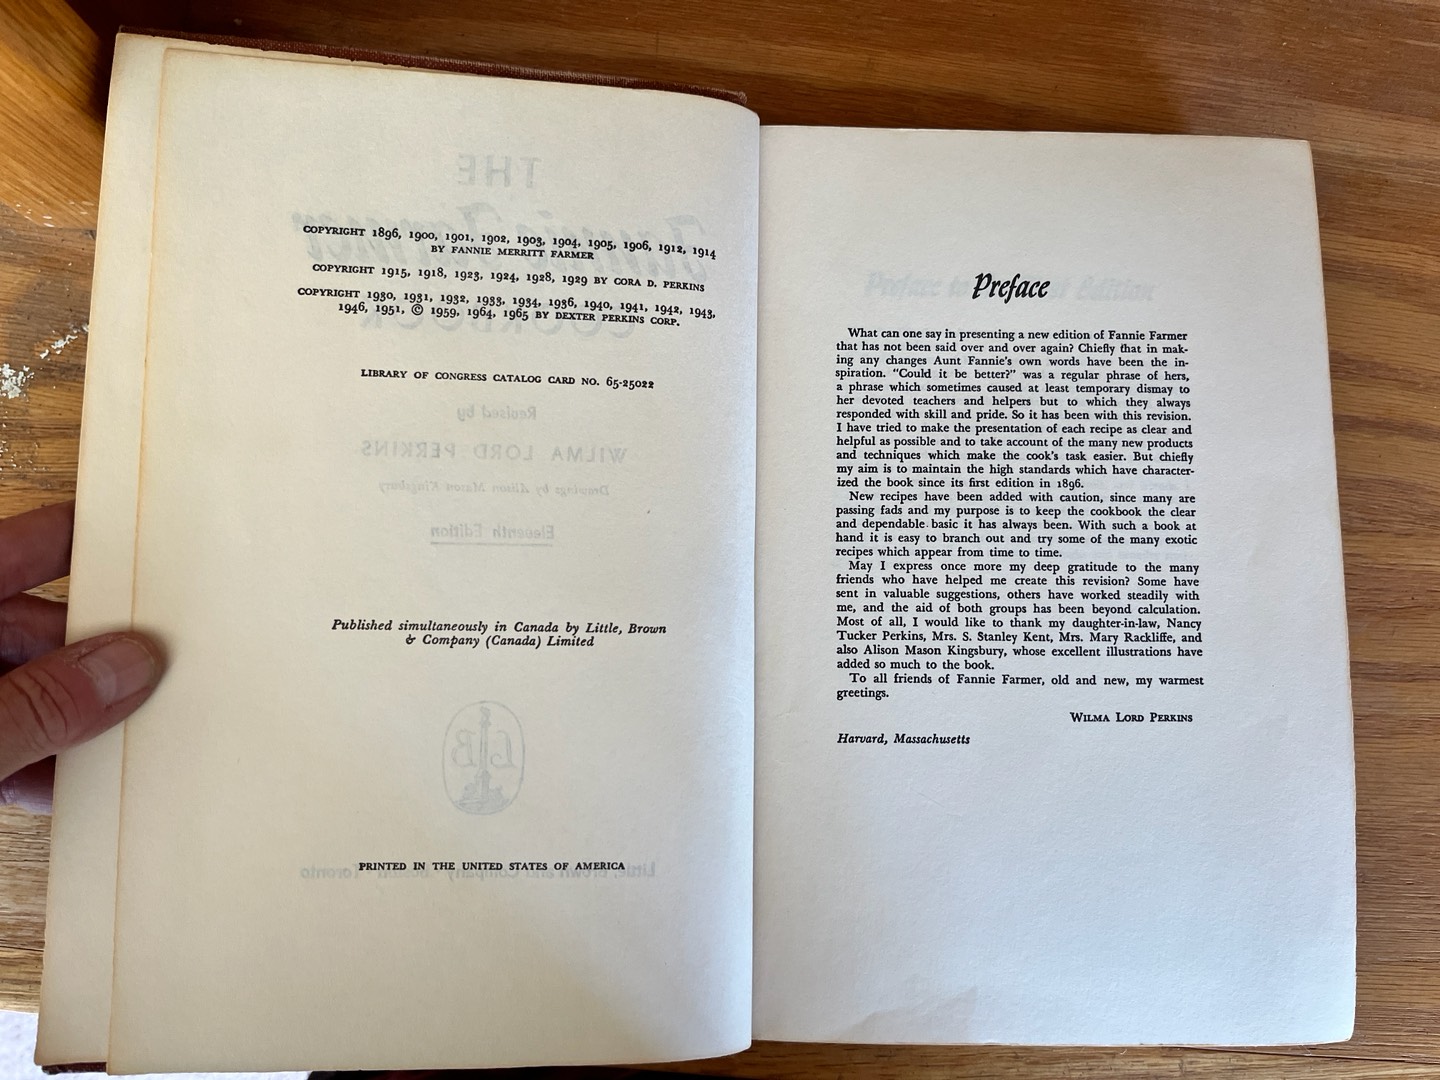 COPYRIGHT 1896, 1900, 1901, 1902, 1903, 1904, 1905, 1906, 1912, 1914
BY FANNIE MERRITT FARMER
COPYRIGHT 1915, 1918, 1923, 1924, 1928, 1929 BY CORA D. PERKINS
COPYRIGHT 1930, 1931, 1932, 1933, 1934, 1936, 1940, 1941, 1942, 1943,
1946, 1951, © 1959, 1964, 1965 BY DEXTER PERKINS CORP.
LIBRARY OF CONGRESS CATALOG CARD NO. 65-25022
Published simultaneously in Canada by Little, Brown
& Company (Canada) Limited
PRINTED IN THE UNITED STATES OF AMERICA
Preface
What can one say in presenting a new edition of Fannie Farmer
that has not been said over and over again? Chiefly that in mak-
ing any changes Aunt Fannie's own words have been the in-
spiration. "Could it be better?" was a regular phrase of hers,
a phrase which sometimes caused at least temporary dismay to
her devoted teachers and helpers but to which they always
responded with skill and pride. So it has been with this revision.
I have tried to make the presentation of each recipe as clear and
helpful as possible and to take account of the many new products
and techniques which make the cook's task easier. But chiefly
my aim is to maintain the high standards which have character-
ized the book since its first edition in 1896.
New recipes have been added with caution, since many are
passing fads and my purpose is to keep the cookbook the clear
and dependable basic it has always been. With such a book at
hand it is easy to branch out and try some of the many exotic
recipes which appear from time to time.
May I express once more my deep gratitude to the many
friends who have helped me create this revision? Some have
sent in valuable suggestions, others have worked steadily with
me, and the aid of both groups has been beyond calculation.
Most of all, I would like to thank my daughter-in-law, Nancy
Tucker Perkins, Mrs. S. Stanley Kent, Mrs. Mary Rackliffe, and
also Alison Mason Kingsbury, whose excellent illustrations have
added so much to the book.
To all friends of Fannie Farmer, old and new, my warmest
greetings.
WILMA LORD PERKINS
Harvard, Massachusetts